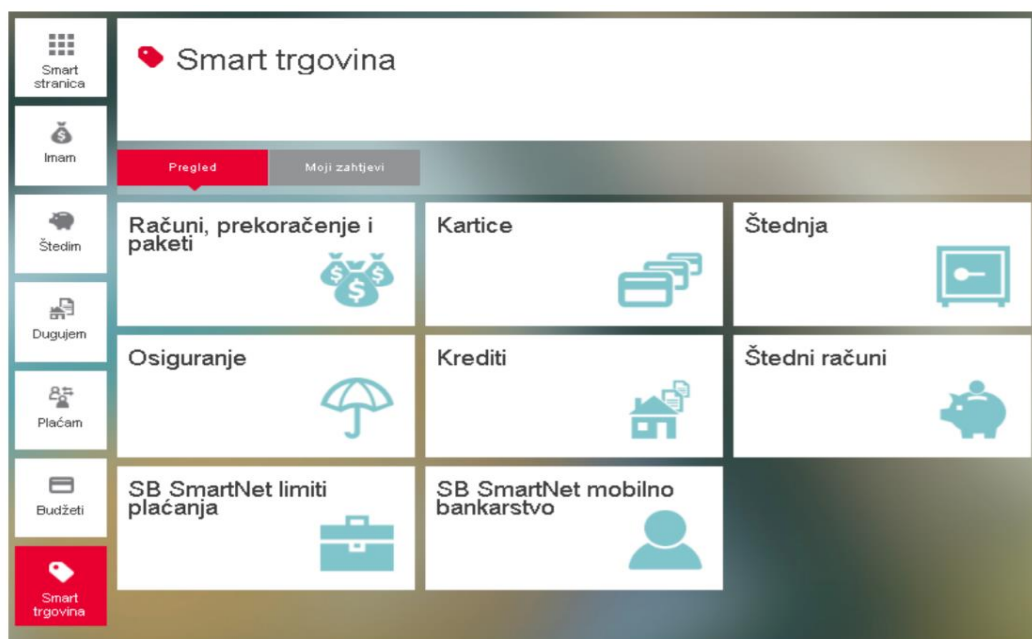 Smart
stranica
Imam
Štedim
Dugujem
Plaćam
Budžeti
Smart
trgovina
Smart trgovina
Pregled
Moji zahtjevi
Računi, prekoračenje i
paketi
Kartice
Štednja
Osiguranje
Krediti
Štedni računi
SB SmartNet limiti
plaćanja
SB SmartNet mobilno
bankarstvo